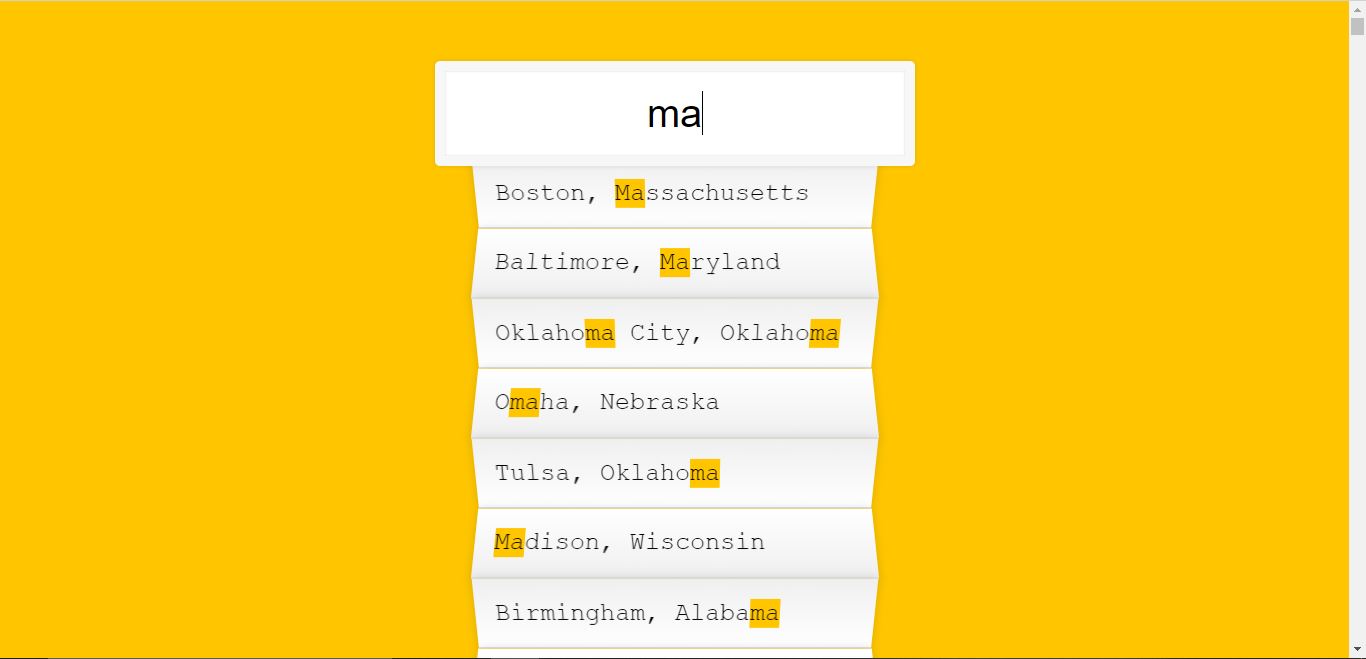 ma
Boston, Massachusetts
Baltimore, Maryland
Oklahoma City, Oklahoma
Omaha, Nebraska
Tulsa, Oklahoma
Madison, Wisconsin
Birmingham, Alabama